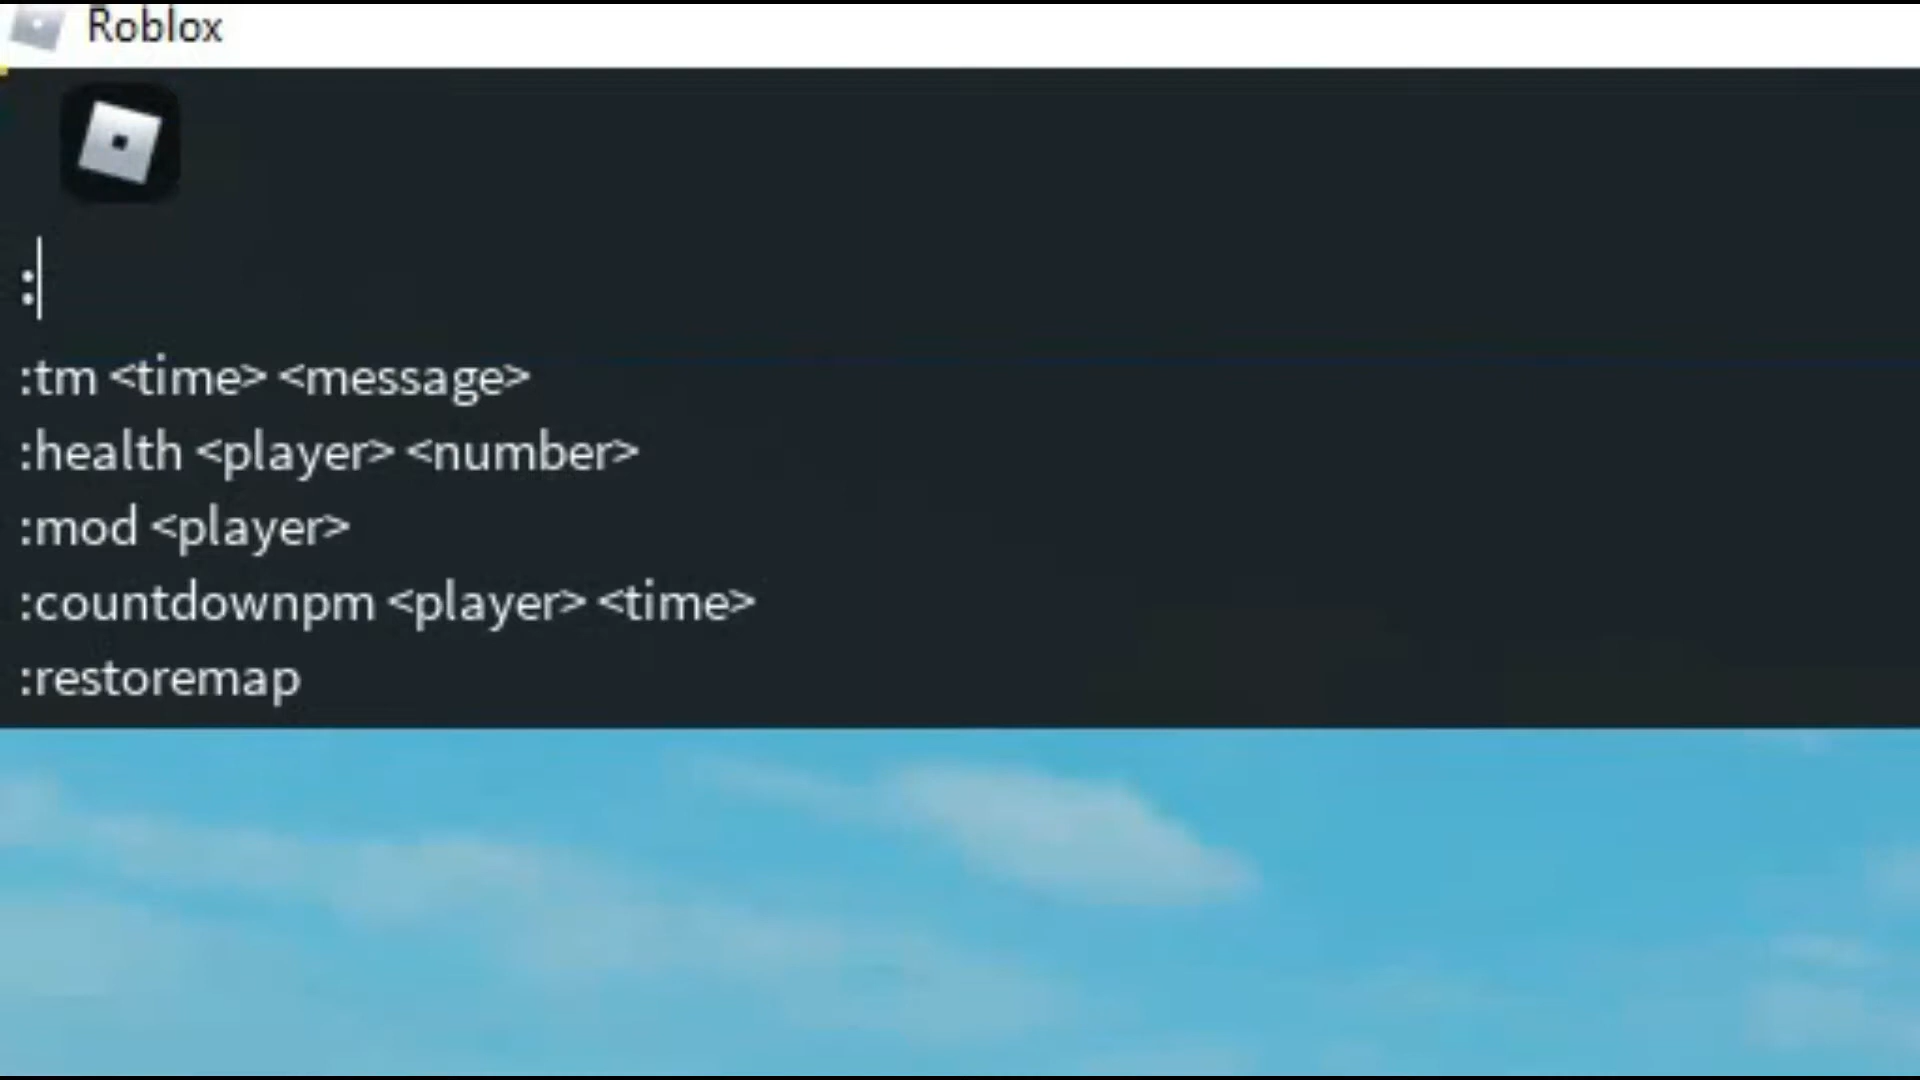 Roblox
:
:tm <time> <message>
:health <player> <number>
:mod <player>
:countdownpm <player> <time>
:restoremap